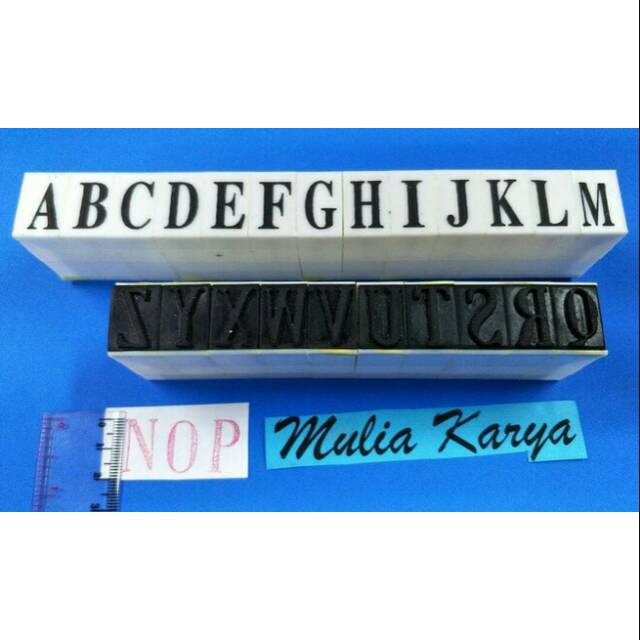 ABCDEFGHIJKLM
ZYXWVUTSRQ
NOP
Mulia Karya